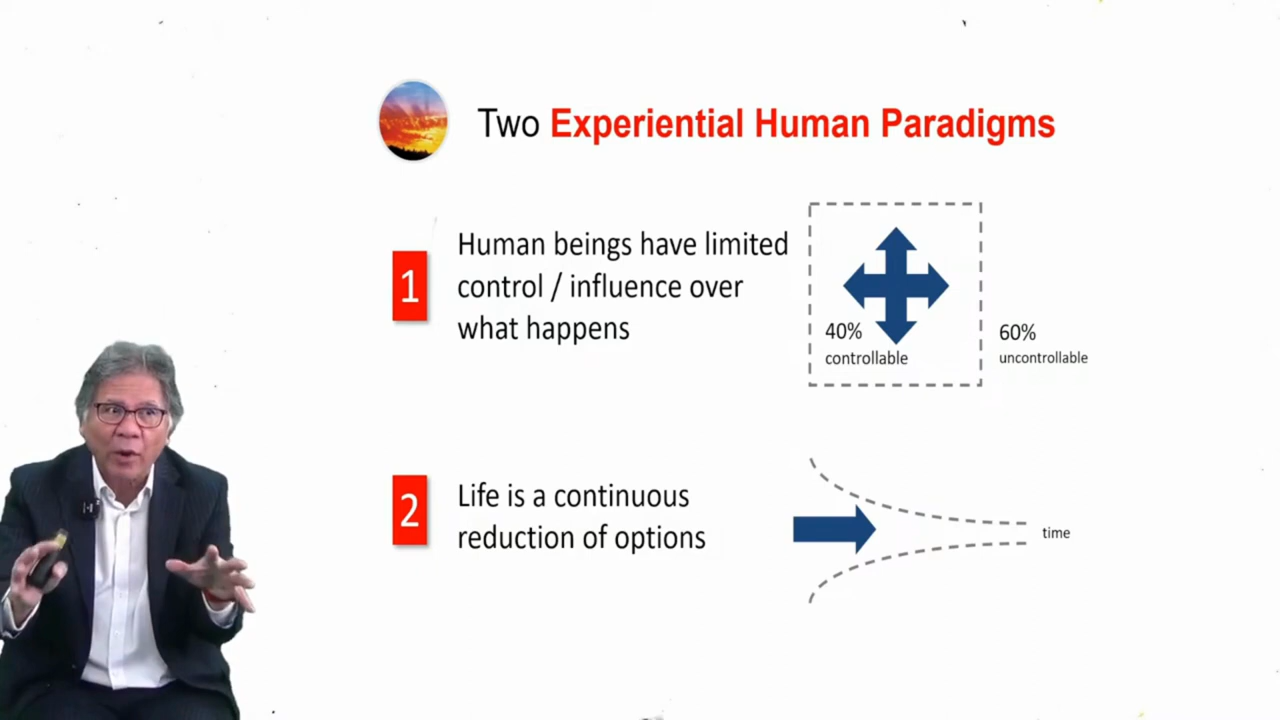 Two Experiential Human Paradigms
1
Human beings have limited
control / influence over
what happens
40%
controllable
60%
uncontrollable
2
Life is a continuous
reduction of options
time